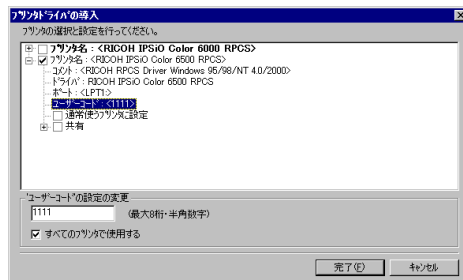 ﾌﾟﾘﾝﾀﾄﾞﾗｲﾊﾞの導入
ﾌﾟﾘﾝﾀの選択と設定を行ってください。
ﾌﾟﾘﾝﾀ名 : <RICOH IPSiO Color 6000 RPCS>
ﾌﾟﾘﾝﾀ名 : <RICOH IPSiO Color 6500 RPCS>
ｺﾒﾝﾄ : <RICOH RPCS Driver Windows 95/98/NT 4.0/2000>
ﾄﾞﾗｲﾊﾞ : RICOH IPSiO Color 6500 RPCS
ﾎﾟｰﾄ : <LPT1:>
ﾕｰｻﾞｰｺｰﾄﾞ : <1111>
通常使うﾌﾟﾘﾝﾀに設定
共有
'ﾕｰｻﾞｰｺｰﾄﾞ'の設定の変更
1111 (最大8桁・半角数字)
すべてのﾌﾟﾘﾝﾀで使用する
完了(F) ｷｬﾝｾﾙ